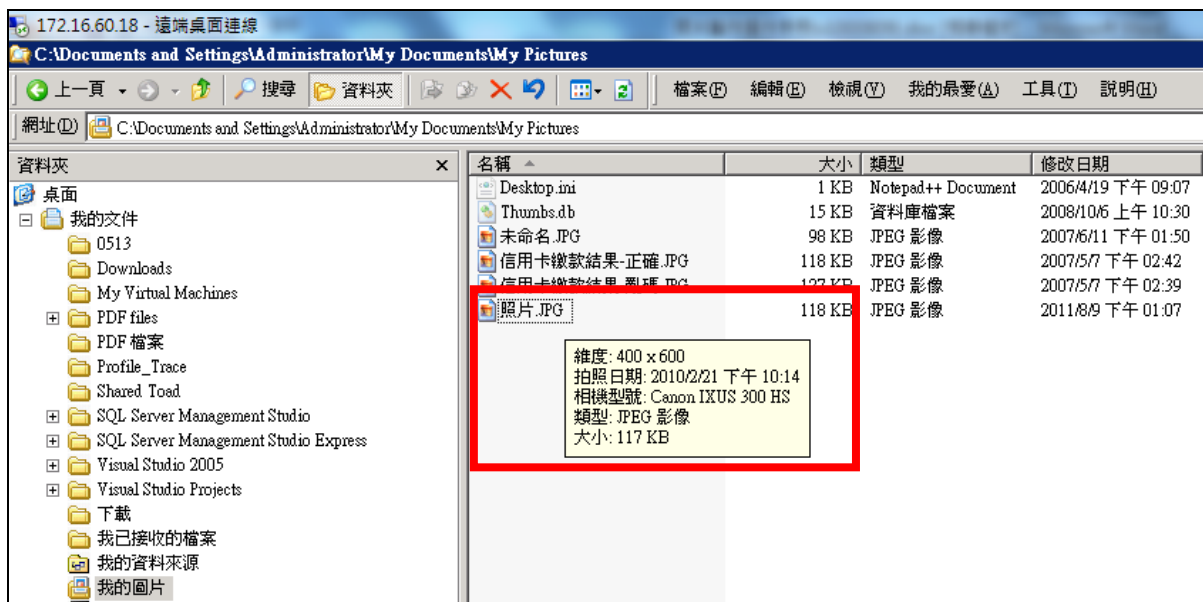 172.16.60.18 - 遠端桌面連線
C:\Documents and Settings\Administrator\My Documents\My Pictures
上一頁 搜尋 資料夾 檔案(F) 編輯(E) 檢視(V) 我的最愛(A) 工具(T) 說明(H)
網址(D) C:\Documents and Settings\Administrator\My Documents\My Pictures
資料夾 x
桌面
我的文件
0513
Downloads
My Virtual Machines
PDF files
PDF 檔案
Profile_Trace
Shared Toad
SQL Server Management Studio
SQL Server Management Studio Express
Visual Studio 2005
Visual Studio Projects
下載
我已接收的檔案
我的資料來源
我的圖片
名稱 大小 類型 修改日期
Desktop.ini 1 KB Notepad++ Document 2006/4/19 下午 09:07
Thumbs.db 15 KB 資料庫檔案 2008/10/6 上午 10:30
未命名.JPG 98 KB JPEG 影像 2007/6/11 下午 01:50
信用卡繳款結果-正確.JPG 118 KB JPEG 影像 2007/5/7 下午 02:42
信用卡繳款結果-亂碼.JPG 127 KB JPEG 影像 2007/5/7 下午 02:39
照片.JPG 118 KB JPEG 影像 2011/8/9 下午 01:07
維度: 400 x 600
拍照日期: 2010/2/21 下午 10:14
相機型號: Canon IXUS 300 HS
類型: JPEG 影像
大小: 117 KB